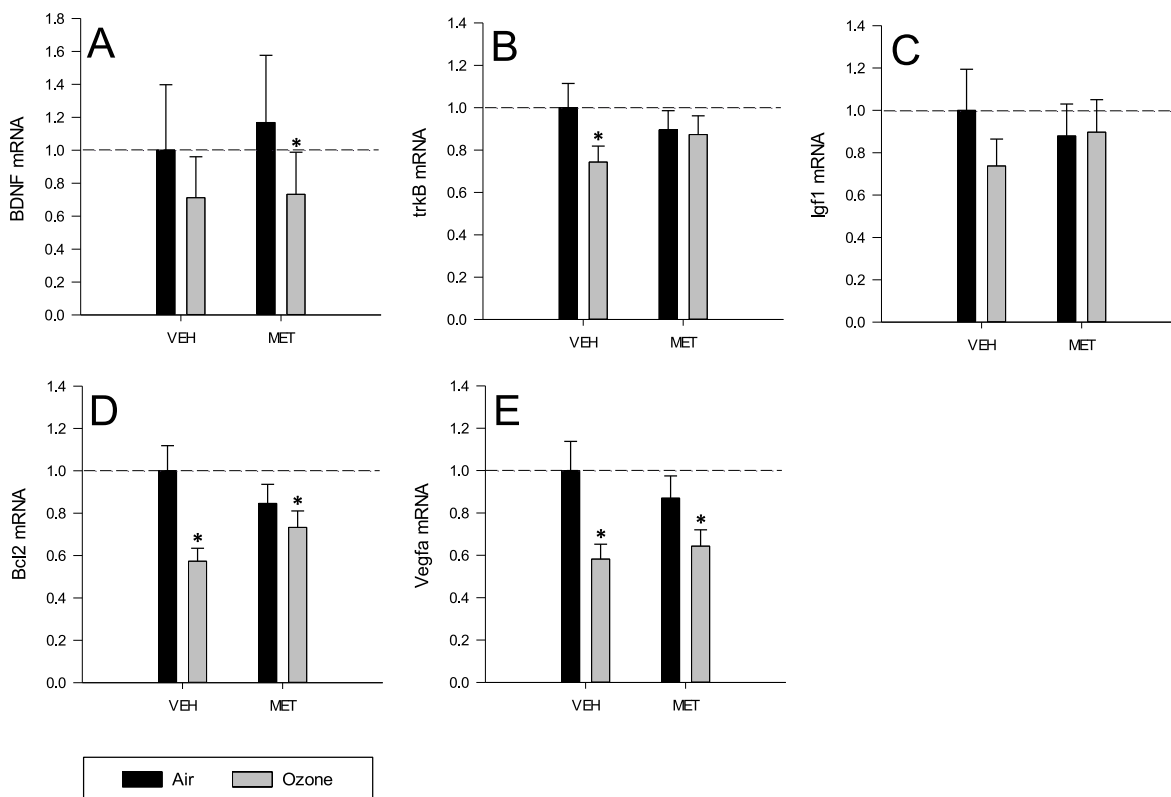 A
BDNF mRNA
1.8
1.6
1.4
1.2
1.0
0.8
0.6
0.4
0.2
0.0
*
VEH MET
B
trkB mRNA
1.4
1.2
1.0
0.8
0.6
0.4
0.2
0.0
*
VEH MET
C
Igf1 mRNA
1.4
1.2
1.0
0.8
0.6
0.4
0.2
0.0
VEH MET
D
Bcl2 mRNA
1.4
1.2
1.0
0.8
0.6
0.4
0.2
0.0
* *
VEH MET
E
Vegfa mRNA
1.4
1.2
1.0
0.8
0.6
0.4
0.2
0.0
* *
VEH MET
Air Ozone